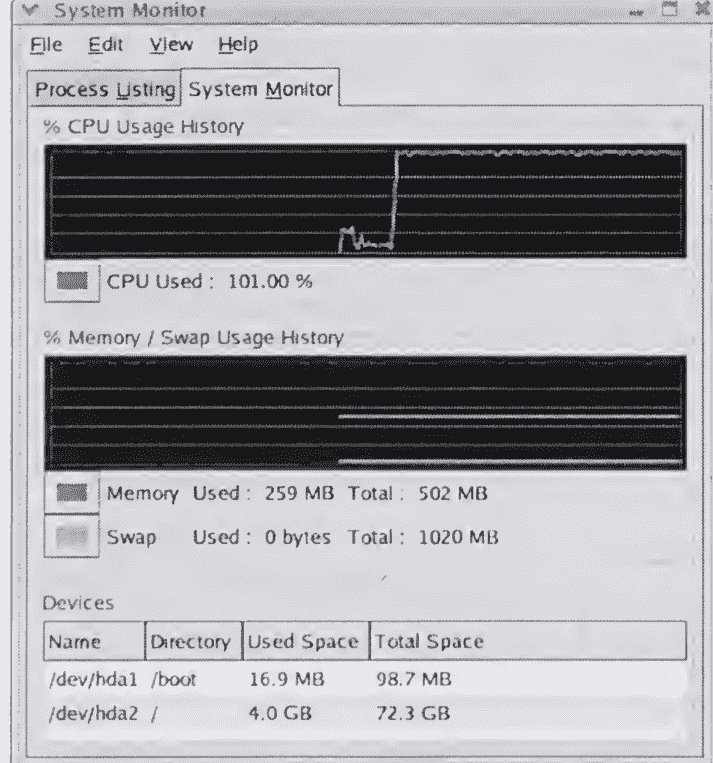 System Monitor
File Edit View Help
Process Listing System Monitor
% CPU Usage History
CPU Used : 101.00 %
% Memory / Swap Usage History
Memory Used : 259 MB Total : 502 MB
Swap Used : 0 bytes Total : 1020 MB
Devices
Name Directory Used Space Total Space
/dev/hda1 /boot 16.9 MB 98.7 MB
/dev/hda2 / 4.0 GB 72.3 GB